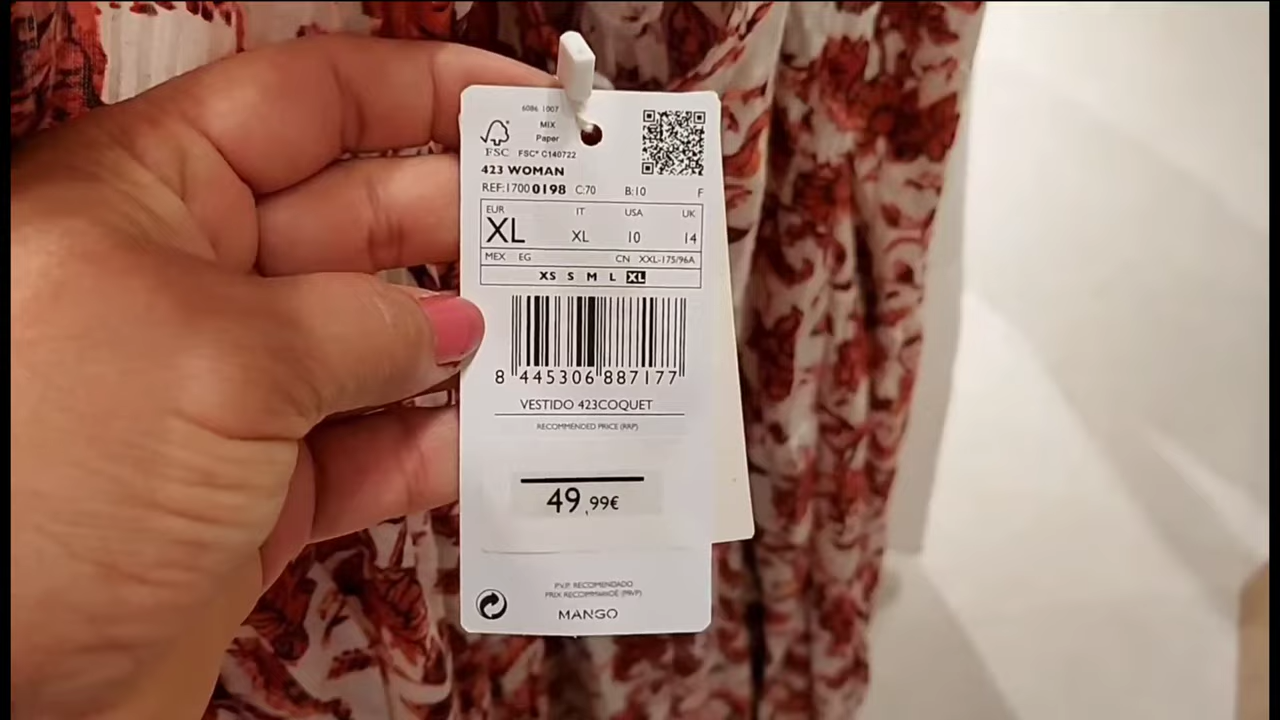 6086 1007
MIX
Paper
FSC FSC® C140722
423 WOMAN
REF:1700 0198 C:70 B:10 F
EUR IT USA UK
XL XL 10 14
MEX EG CN XXL-175/96A
XS S M L XL
8 445306 887177
VESTIDO 423COQUET
RECOMMENDED PRICE (RRP)
49,99€
P.V.P. RECOMENDADO
PRIX RECOMMANDÉ (MVP)
MANGO